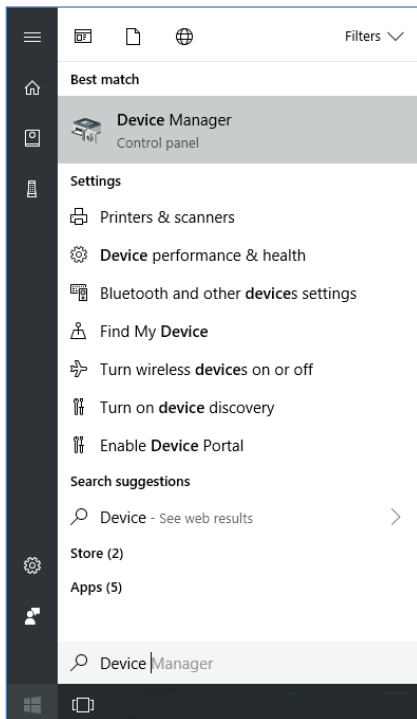 Filters
Best match
Device Manager
Control panel
Settings
Printers & scanners
Device performance & health
Bluetooth and other devices settings
Find My Device
Turn wireless devices on or off
Turn on device discovery
Enable Device Portal
Search suggestions
Device - See web results
Store (2)
Apps (5)
Device Manager